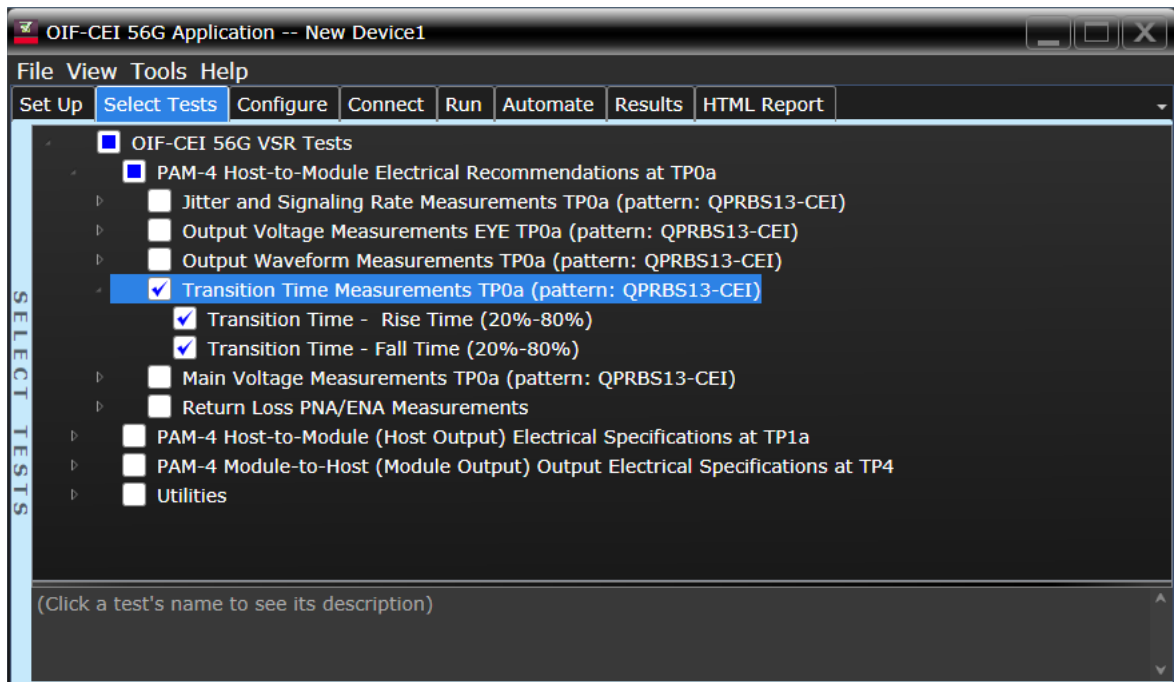 OIF-CEI 56G Application -- New Device1
File View Tools Help
Set Up Select Tests Configure Connect Run Automate Results HTML Report
OIF-CEI 56G VSR Tests
PAM-4 Host-to-Module Electrical Recommendations at TP0a
Jitter and Signaling Rate Measurements TP0a (pattern: QPRBS13-CEI)
Output Voltage Measurements EYE TP0a (pattern: QPRBS13-CEI)
Output Waveform Measurements TP0a (pattern: QPRBS13-CEI)
Transition Time Measurements TP0a (pattern: QPRBS13-CEI)
Transition Time - Rise Time (20%-80%)
Transition Time - Fall Time (20%-80%)
Main Voltage Measurements TP0a (pattern: QPRBS13-CEI)
Return Loss PNA/ENA Measurements
PAM-4 Host-to-Module (Host Output) Electrical Specifications at TP1a
PAM-4 Module-to-Host (Module Output) Output Electrical Specifications at TP4
Utilities
SELECT TESTS
(Click a test's name to see its description)